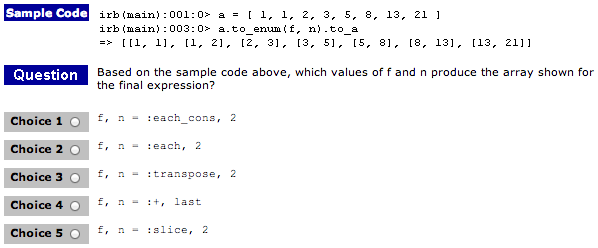 Sample Code
irb(main):001:0> a = [ 1, 1, 2, 3, 5, 8, 13, 21 ]
irb(main):003:0> a.to_enum(f, n).to_a
=> [[1, 1], [1, 2], [2, 3], [3, 5], [5, 8], [8, 13], [13, 21]]
Question
Based on the sample code above, which values of f and n produce the array shown for
the final expression?
Choice 1 f, n = :each_cons, 2
Choice 2 f, n = :each, 2
Choice 3 f, n = :transpose, 2
Choice 4 f, n = :+, last
Choice 5 f, n = :slice, 2